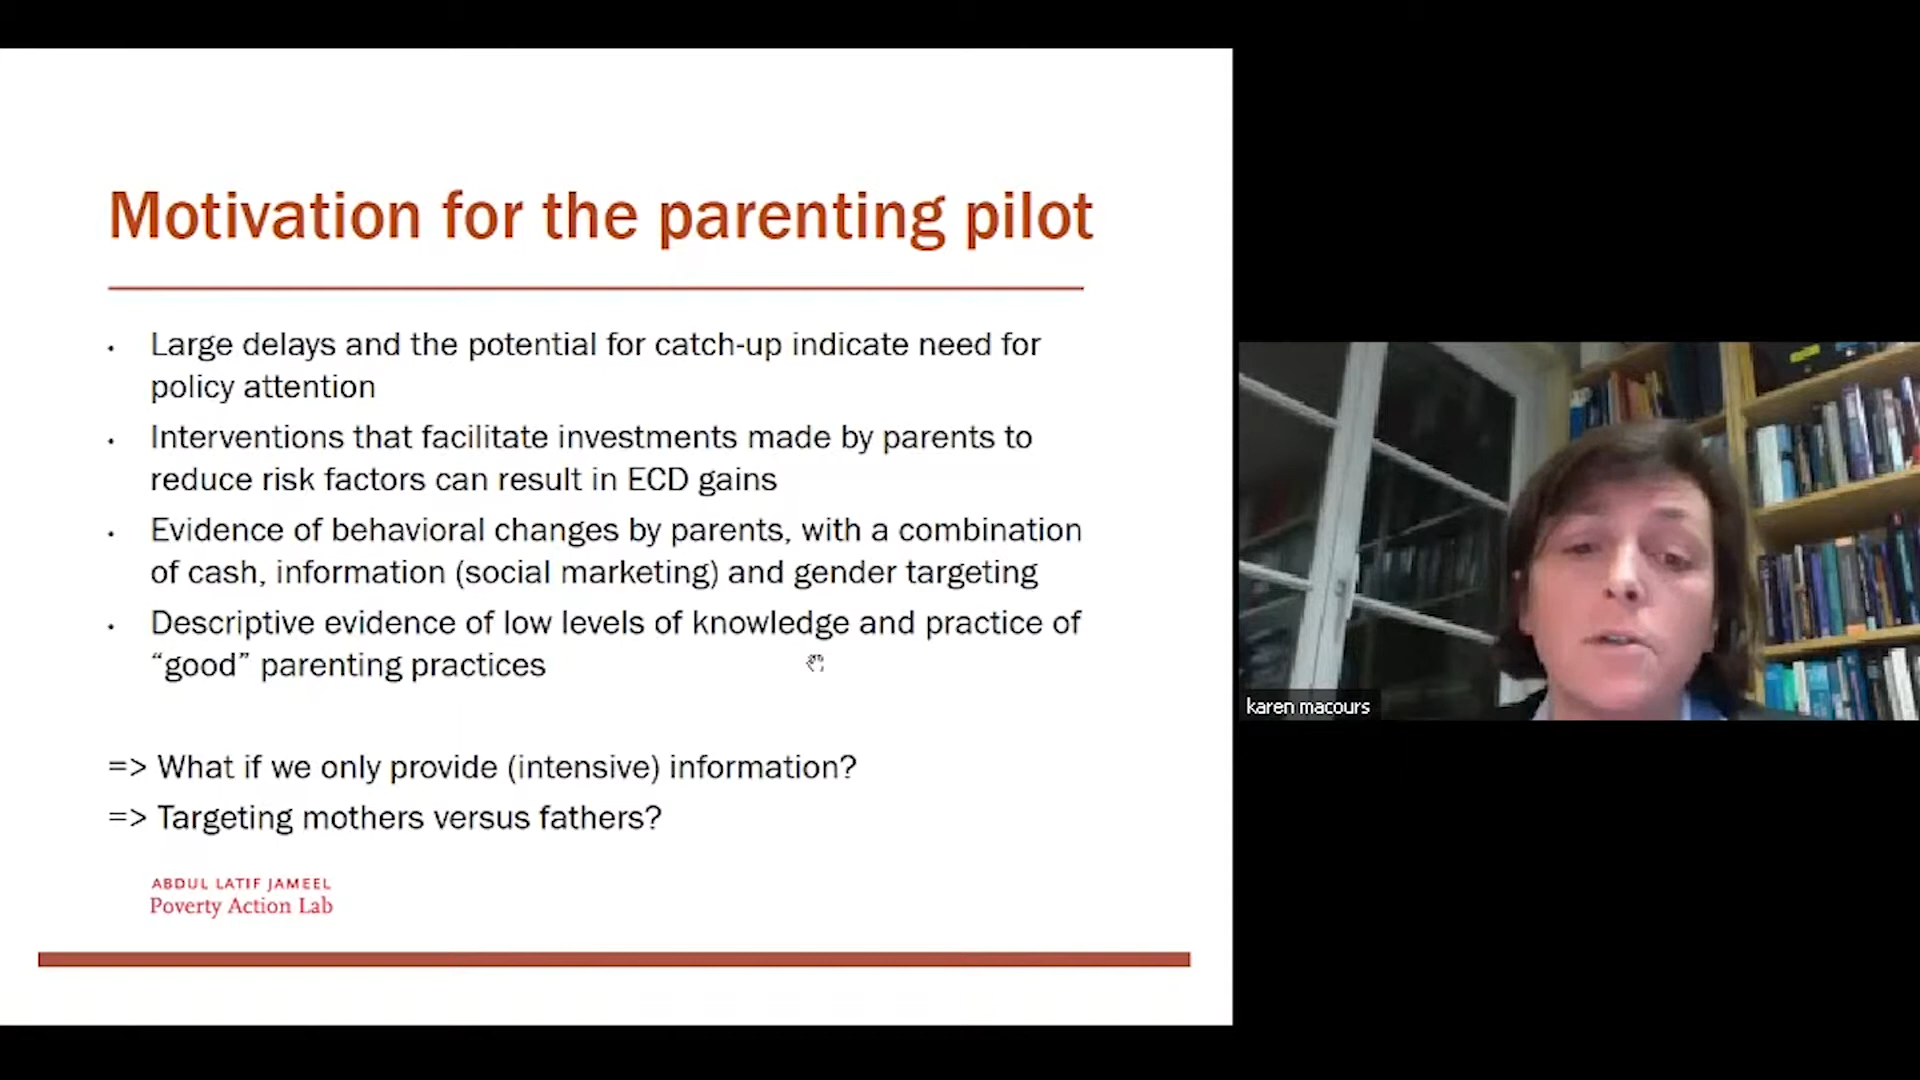 Motivation for the parenting pilot
• Large delays and the potential for catch-up indicate need for
policy attention
• Interventions that facilitate investments made by parents to
reduce risk factors can result in ECD gains
• Evidence of behavioral changes by parents, with a combination
of cash, information (social marketing) and gender targeting
• Descriptive evidence of low levels of knowledge and practice of
“good” parenting practices
=> What if we only provide (intensive) information?
=> Targeting mothers versus fathers?
ABDUL LATIF JAMEEL
Poverty Action Lab
karen macours